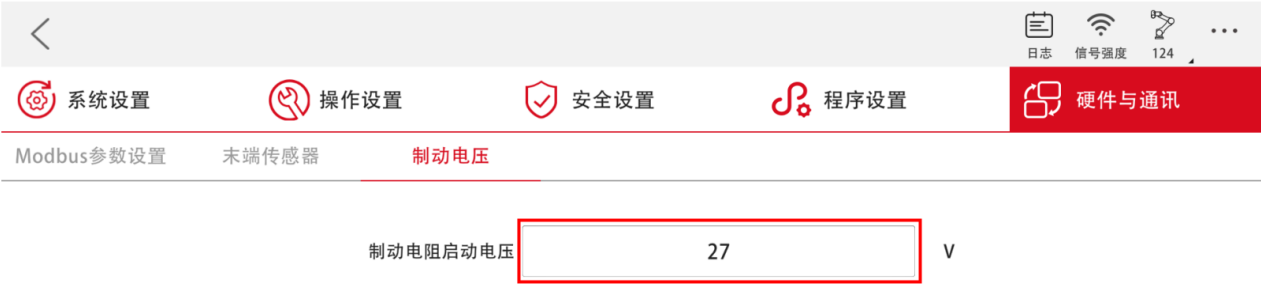 日志 信号强度 124
系统设置 操作设置 安全设置 程序设置 硬件与通讯
Modbus参数设置 末端传感器 制动电压
制动电阻启动电压 27 V